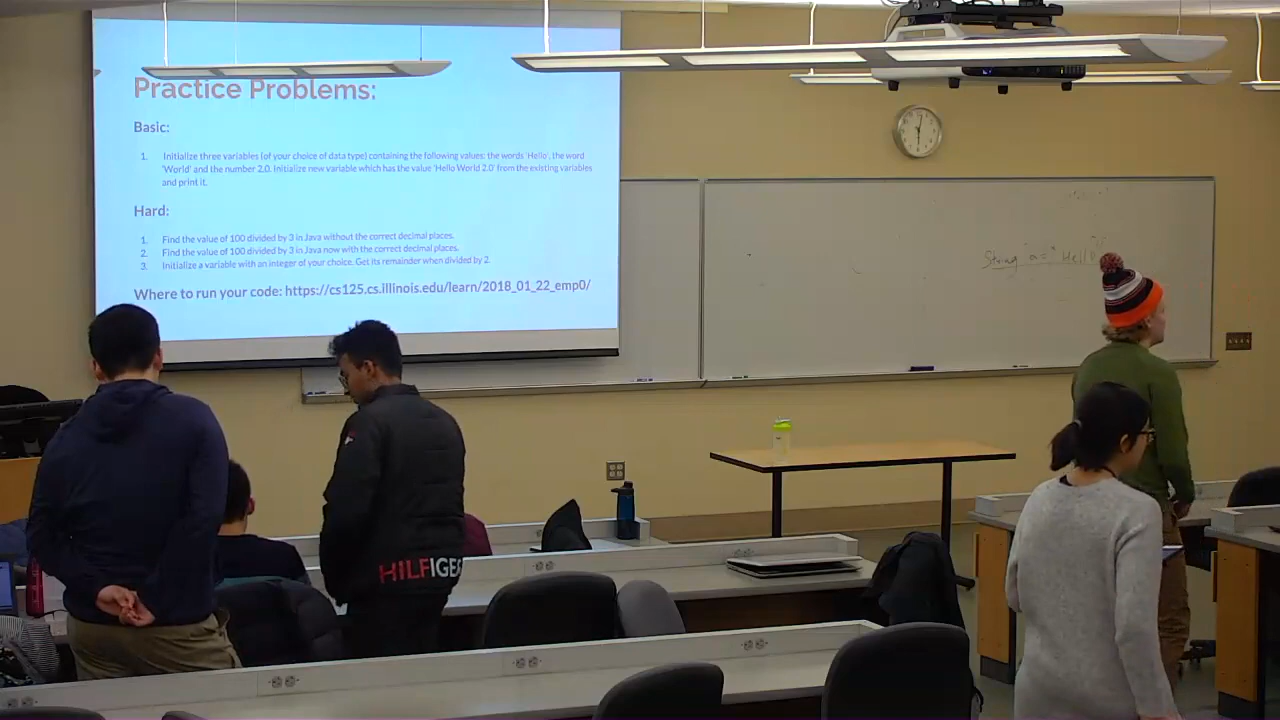 Practice Problems:
Basic:
1. Initialize three variables (of your choice of data type) containing the following values: the words 'Hello', the word
'World' and the number 2.0. Initialize new variable which has the value 'Hello World 2.0' from the existing variables
and print it.
Hard:
1. Find the value of 100 divided by 3 in Java without the correct decimal places.
2. Find the value of 100 divided by 3 in Java now with the correct decimal places.
3. Initialize a variable with an integer of your choice. Get its remainder when divided by 2.
Where to run your code: https://cs125.cs.illinois.edu/learn/2018_01_22_emp0/
String a = "Hello
HILFIGE